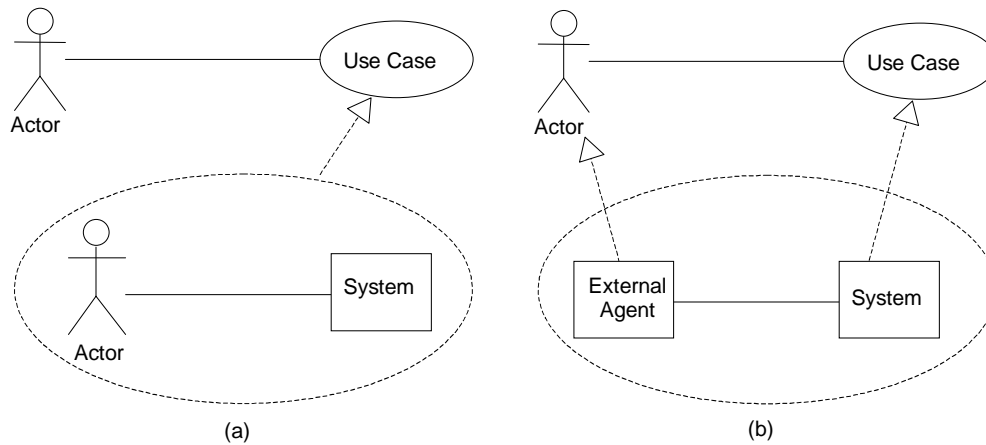 Use Case
Actor
System
Actor
(a)
Use Case
Actor
External
Agent
System
(b)